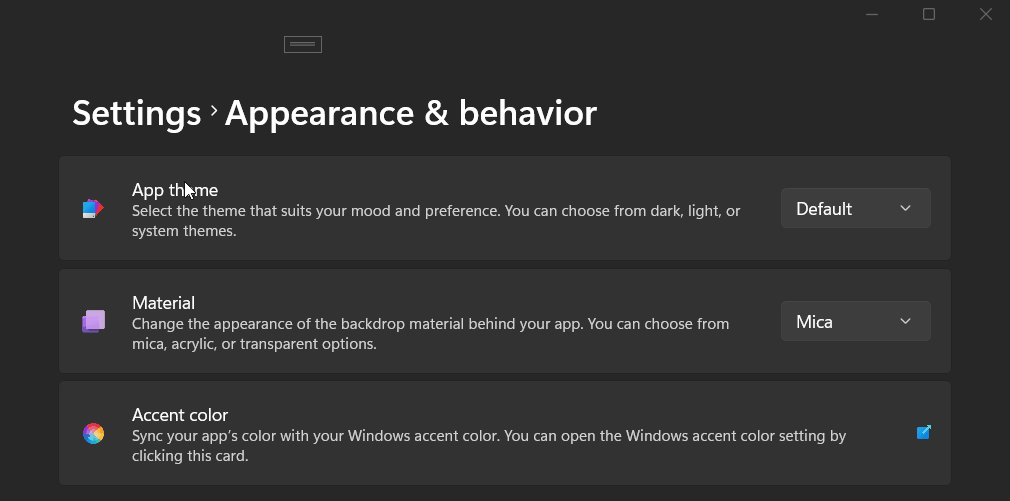 Settings > Appearance & behavior
App theme
Select the theme that suits your mood and preference. You can choose from dark, light, or
system themes.
Default
Material
Change the appearance of the backdrop material behind your app. You can choose from
mica, acrylic, or transparent options.
Mica
Accent color
Sync your app's color with your Windows accent color. You can open the Windows accent color setting by
clicking this card.